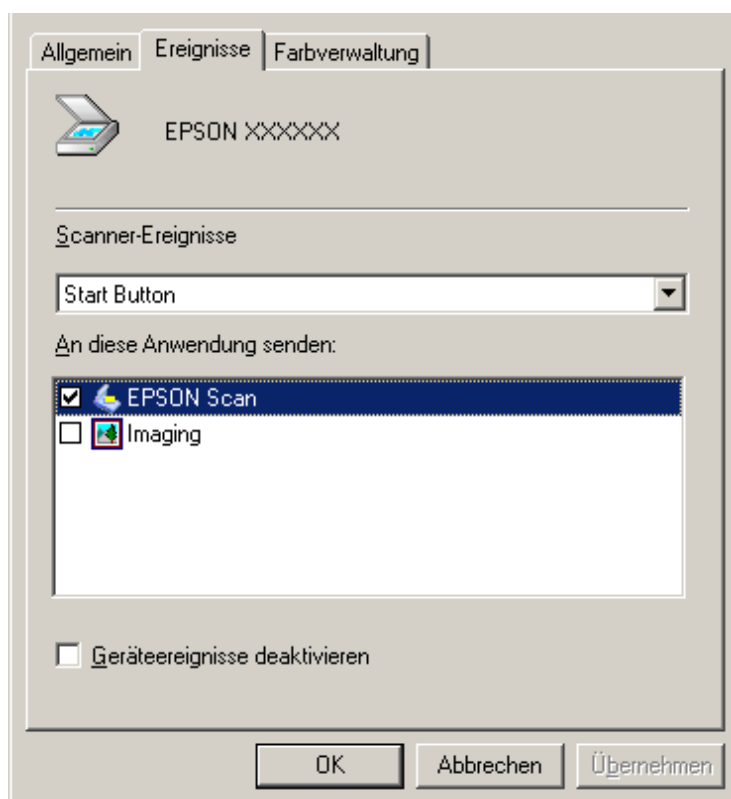 Allgemein Ereignisse Farbverwaltung
EPSON XXXXXX
Scanner-Ereignisse
Start Button
An diese Anwendung senden:
EPSON Scan
Imaging
Geräteereignisse deaktivieren
OK Abbrechen Übernehmen